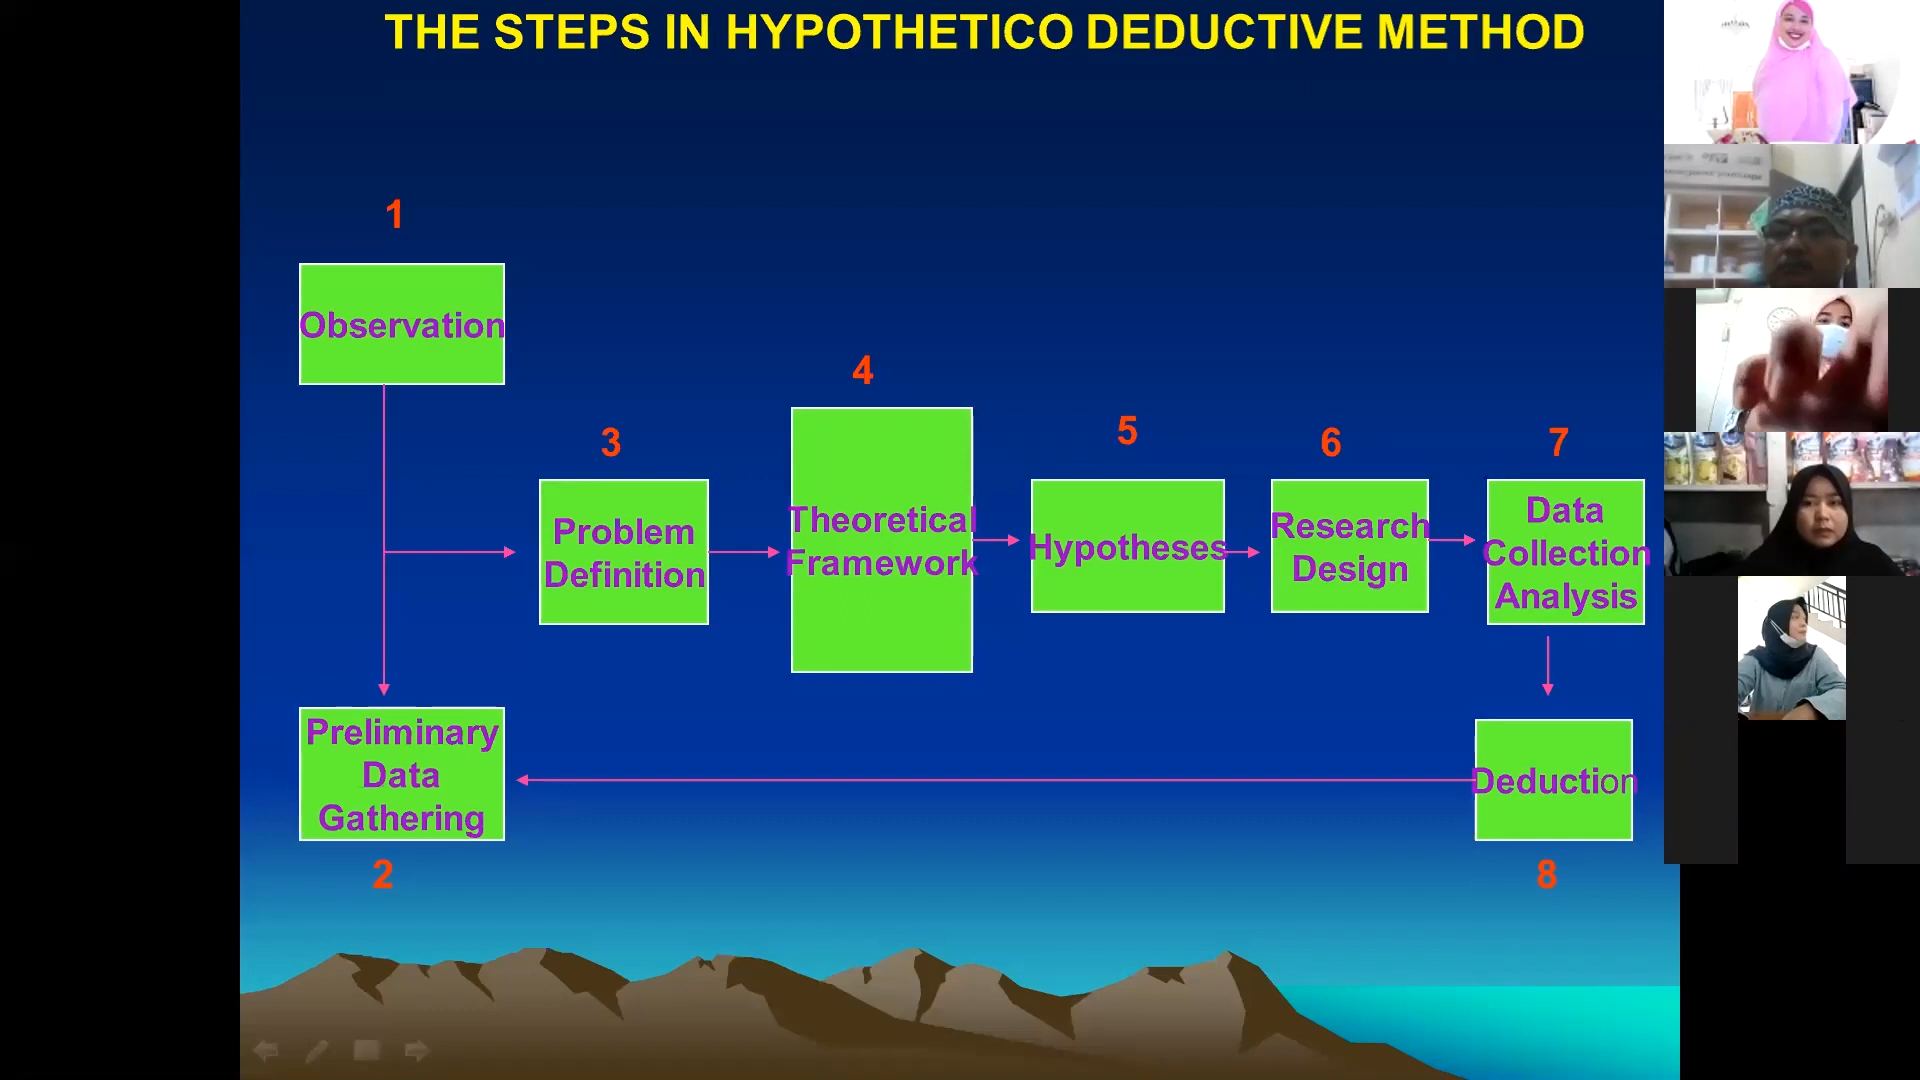 THE STEPS IN HYPOTHETICO DEDUCTIVE METHOD
1
Observation
2
Preliminary
Data
Gathering
3
Problem
Definition
4
Theoretical
Framework
5
Hypotheses
6
Research
Design
7
Data
Collection
Analysis
8
Deduction